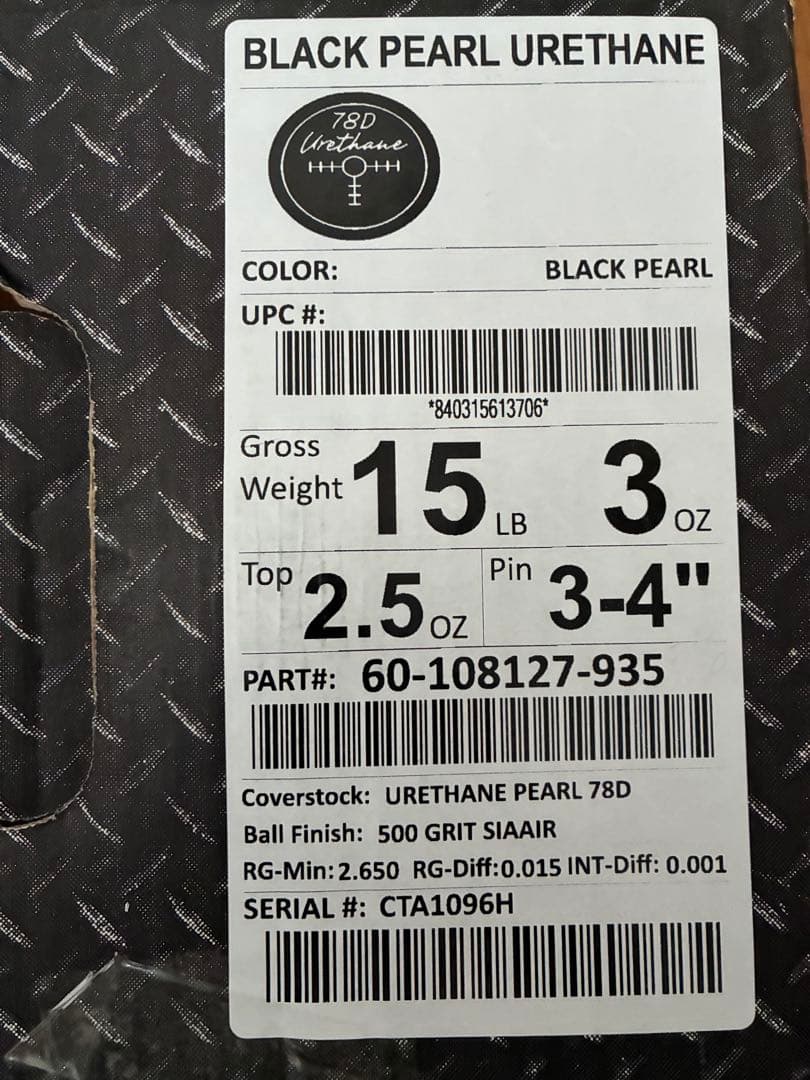 BLACK PEARL URETHANE
78D
Urethane
COLOR: BLACK PEARL
UPC #:
*840315613706*
Gross Weight 15 LB 3 OZ
Top 2.5 OZ Pin 3-4"
PART#: 60-108127-935
Coverstock: URETHANE PEARL 78D
Ball Finish: 500 GRIT SIAAIR
RG-Min: 2.650 RG-Diff: 0.015 INT-Diff: 0.001
SERIAL #: CTA1096H